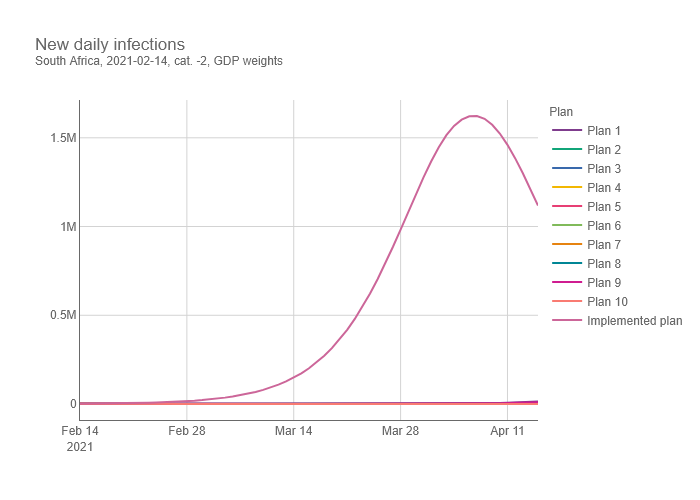 New daily infections
South Africa, 2021-02-14, cat. -2, GDP weights
Plan
Plan 1
Plan 2
Plan 3
Plan 4
Plan 5
Plan 6
Plan 7
Plan 8
Plan 9
Plan 10
Implemented plan
1.5M
1M
0.5M
0
Feb 14
2021
Feb 28
Mar 14
Mar 28
Apr 11